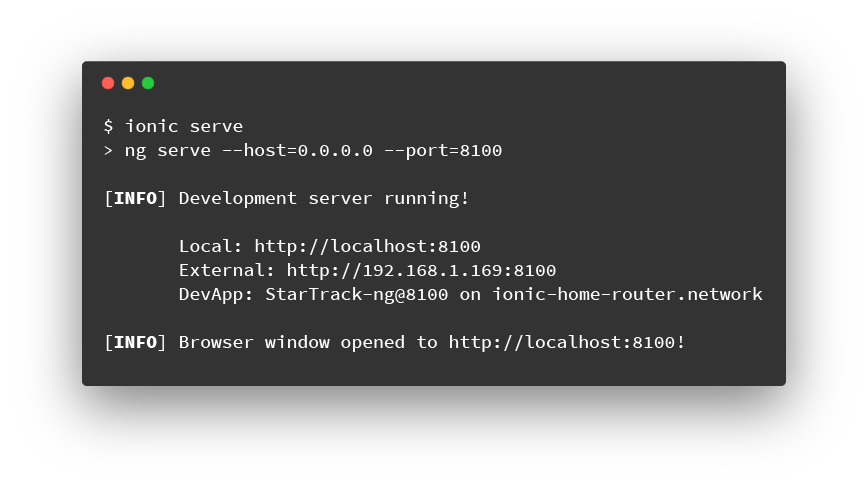 $ ionic serve
> ng serve --host=0.0.0.0 --port=8100
[INFO] Development server running!
Local: http://localhost:8100
External: http://192.168.1.169:8100
DevApp: StarTrack-ng@8100 on ionic-home-router.network
[INFO] Browser window opened to http://localhost:8100!